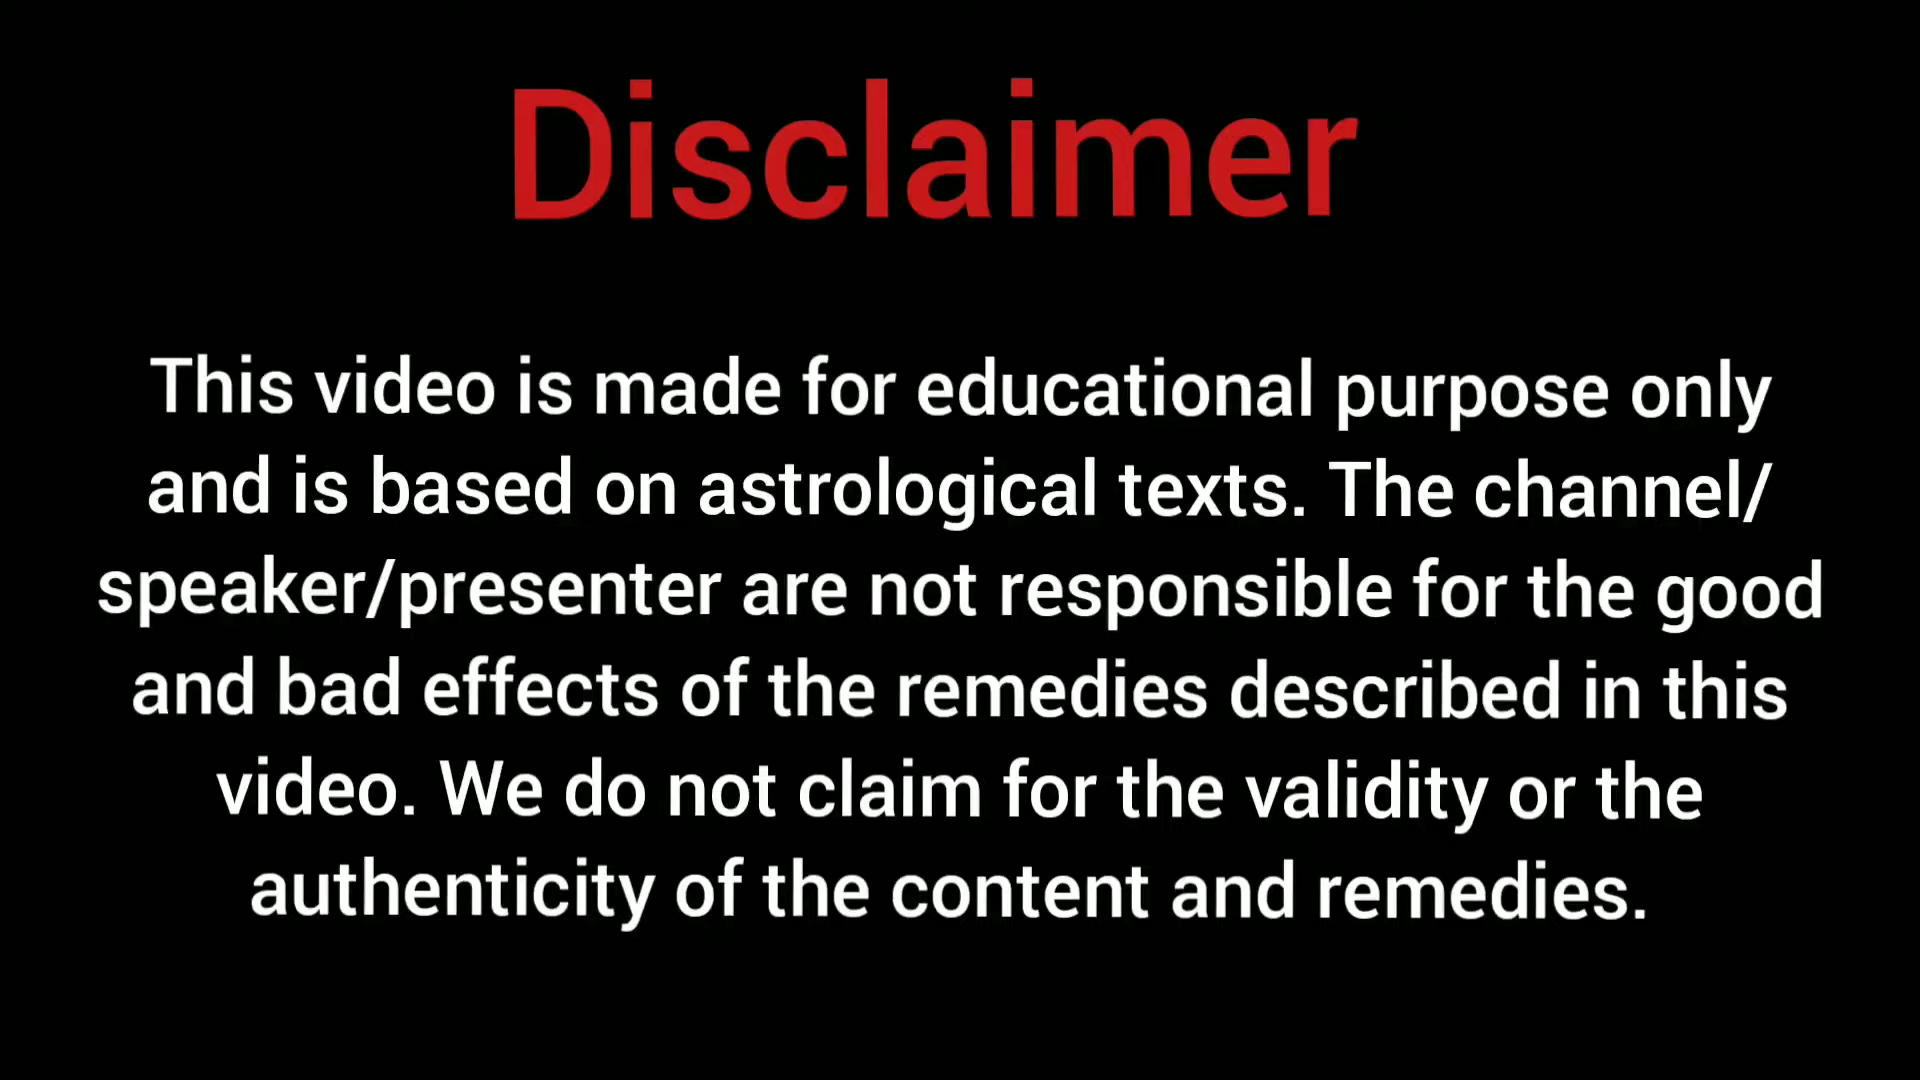 Disclaimer
This video is made for educational purpose only
and is based on astrological texts. The channel/
speaker/presenter are not responsible for the good
and bad effects of the remedies described in this
video. We do not claim for the validity or the
authenticity of the content and remedies.